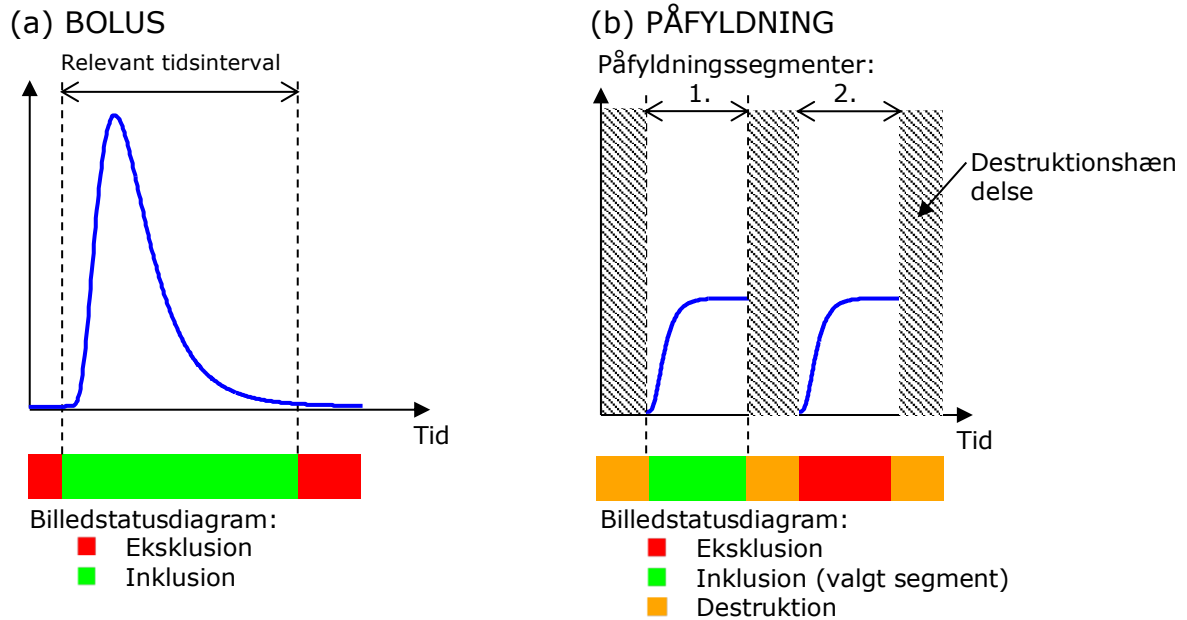 (a) BOLUS
Relevant tidsinterval
Tid
Billedstatusdiagram:
Eksklusion
Inklusion
(b) PÅFYLDNING
Påfyldningssegmenter:
1.
2.
Destruktionshæn
delse
Tid
Billedstatusdiagram:
Eksklusion
Inklusion (valgt segment)
Destruktion